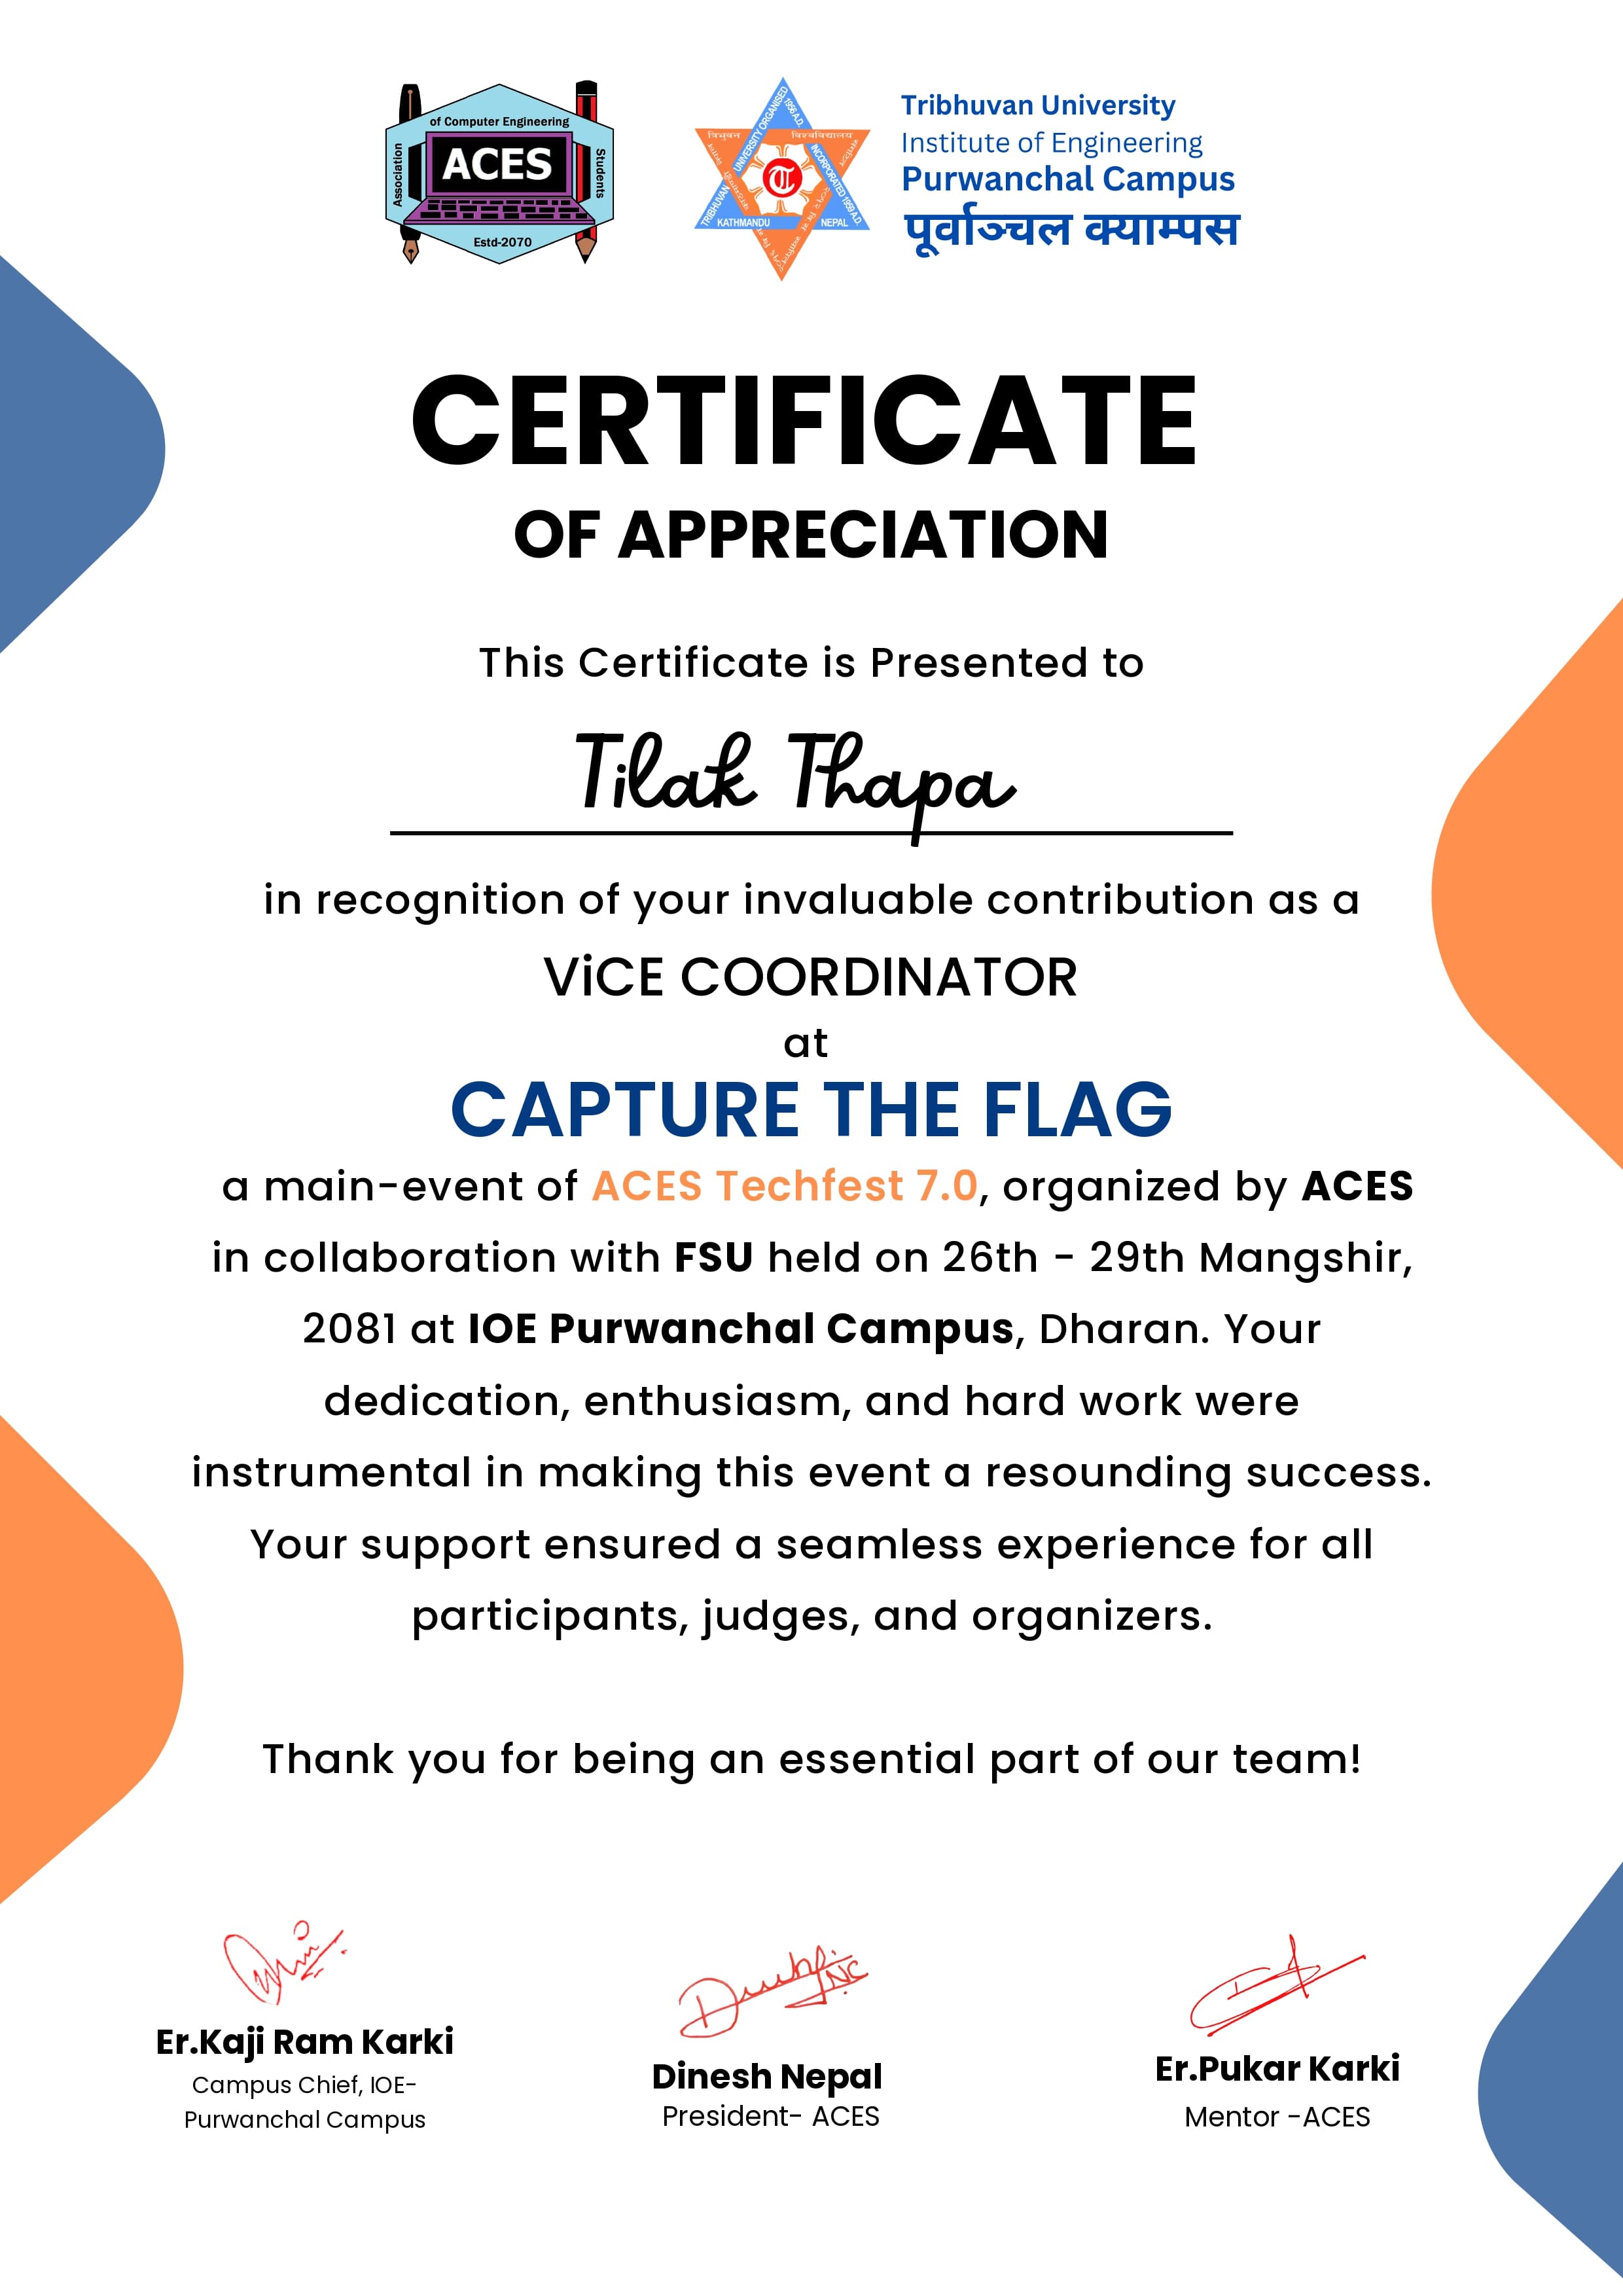 of Computer Engineering
Association
ACES
Students
Estd-2070
त्रिभुवन विश्वविद्यालय
TRIBHUVAN UNIVERSITY ORGANISED 1956 A.D.
INCORPORATED 1959 A.D.
KATHMANDU NEPAL
Tribhuvan University
Institute of Engineering
Purwanchal Campus
पूर्वाञ्चल क्याम्पस
CERTIFICATE
OF APPRECIATION
This Certificate is Presented to
Tilak Thapa
in recognition of your invaluable contribution as a
ViCE COORDINATOR
at
CAPTURE THE FLAG
a main-event of ACES Techfest 7.0, organized by ACES
in collaboration with FSU held on 26th - 29th Mangshir,
2081 at IOE Purwanchal Campus, Dharan. Your
dedication, enthusiasm, and hard work were
instrumental in making this event a resounding success.
Your support ensured a seamless experience for all
participants, judges, and organizers.
Thank you for being an essential part of our team!
Er.Kaji Ram Karki
Campus Chief, IOE-
Purwanchal Campus
Dinesh Nepal
President- ACES
Er.Pukar Karki
Mentor -ACES